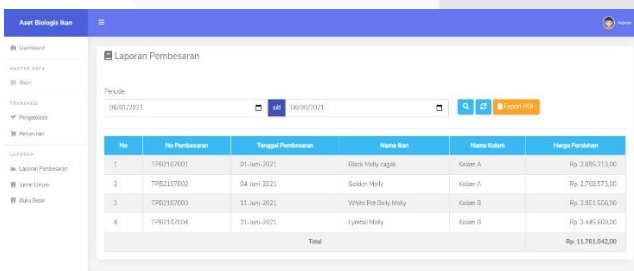 Aset Biologis Ikan
Admin
Dashboard
MASTER DATA
Akun
TRANSAKSI
Pengeluaran
LAPORAN
Laporan Pembesaran
Jurnal Umum
Buku Besar
Laporan Pembesaran
Periode
06/01/2021 s/d 06/30/2021 Export PDF
No No Pembesaran Tanggal Pembesaran Nama Ikan Nama Kolam Harga Perolehan
1 TPB2107001 01-Juni-2021 Black Molly Kolam A Rp. 2.695.313,00
2 TPB2107002 04-Juni-2021 Golden Molly Kolam A Rp. 2.768.573,00
3 TPB2107003 11-Juni-2021 White Pot Belly Molly Kolam B Rp. 2.851.556,00
4 TPB2107004 21-Juni-2021 Lyretail Molly Kolam B Rp. 3.445.600,00
Total Rp. 11.761.042,00